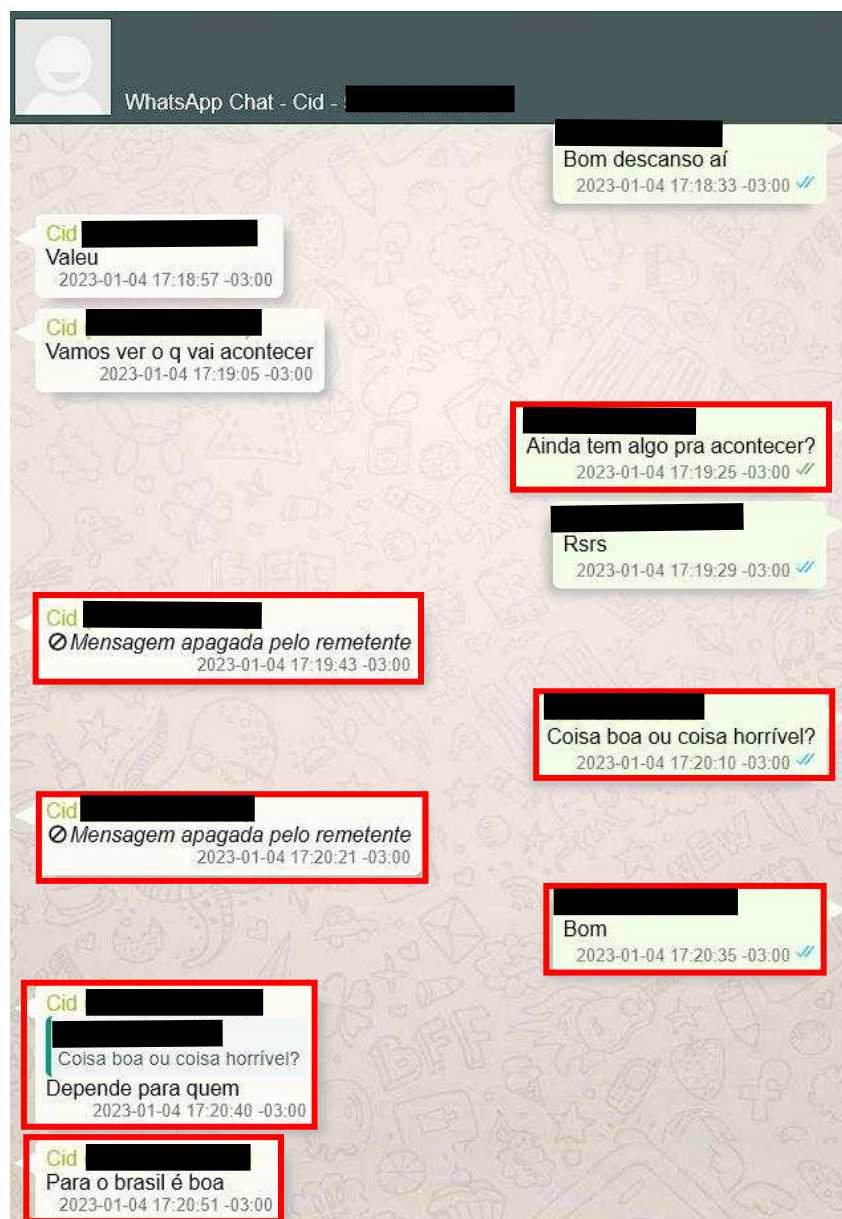 WhatsApp Chat - Cid -
Bom descanso aí
2023-01-04 17:18:33 -03:00
Cid
Valeu
2023-01-04 17:18:57 -03:00
Cid (
Vamos ver o q vai acontecer
2023-01-04 17:19:05 -03:00
Ainda tem algo pra acontecer?
2023-01-04 17:19:25 -03:00
Rsrs
2023-01-04 17:19:29 -03:00
Cid
Mensagem apagada pelo remetente
2023-01-04 17:19:43 -03:00
Coisa boa ou coisa horrível?
2023-01-04 17:20:10 -03:00
Cid
Mensagem apagada pelo remetente
2023-01-04 17:20:21 -03:00
Bom
2023-01-04 17:20:35 -03:00
Cid
Coisa boa ou coisa horrível?
Depende para quem
2023-01-04 17:20:40 -03:00
Cid
Para o brasil é boa
2023-01-04 17:20:51 -03:00